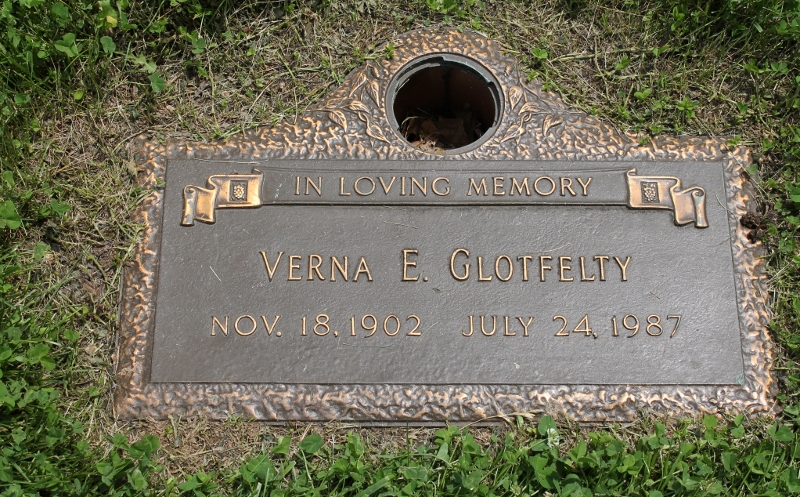 IN LOVING MEMORY
VERNA E. GLOTFELTY
NOV. 18, 1902 JULY 24, 1987